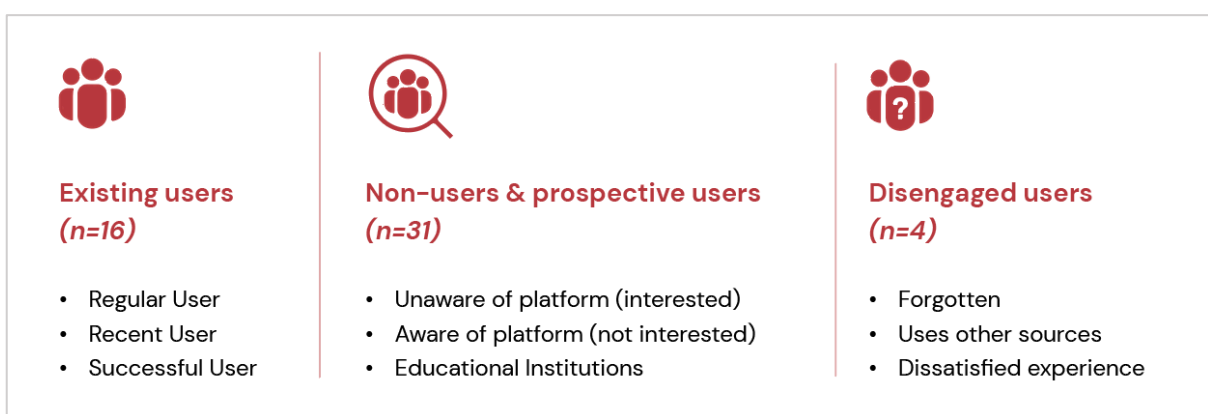 Existing users
(n=16)
• Regular User
• Recent User
• Successful User
Non-users & prospective users
(n=31)
• Unaware of platform (interested)
• Aware of platform (not interested)
• Educational Institutions
?
Disengaged users
(n=4)
• Forgotten
• Uses other sources
• Dissatisfied experience